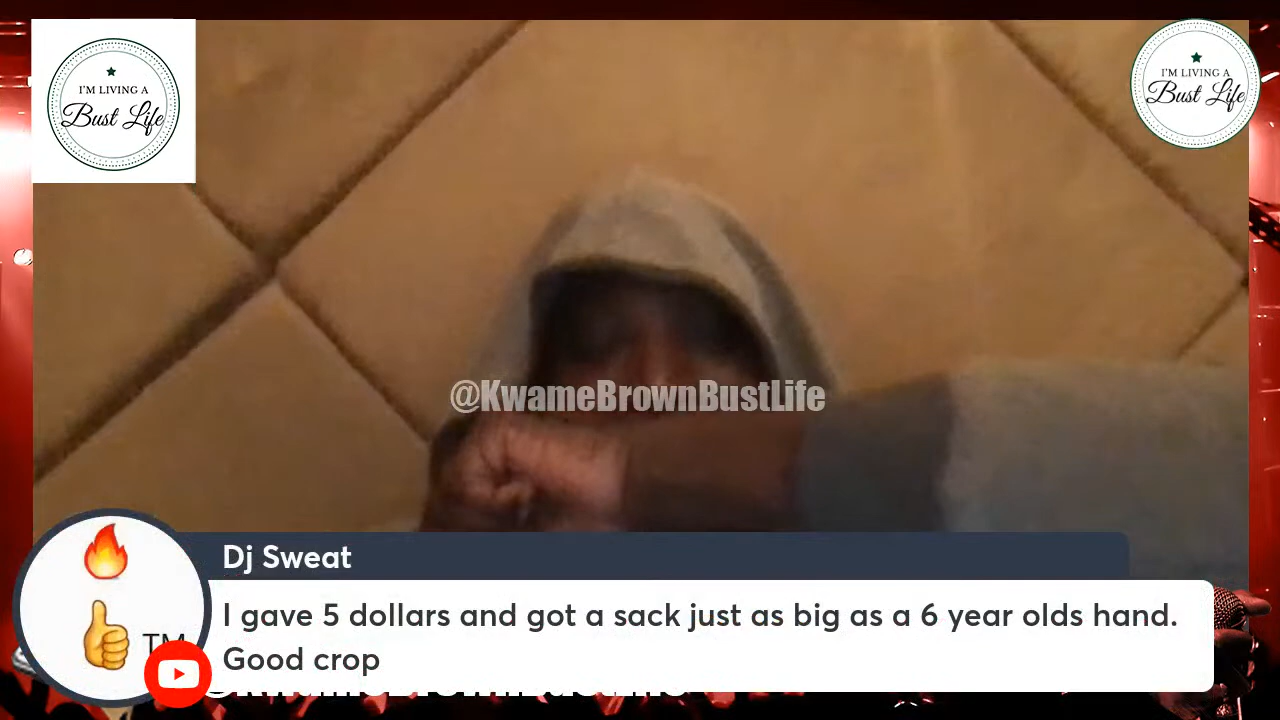 I'M LIVING A
Bust Life
I'M LIVING A
Bust Life
@KwameBrownBustLife
Dj Sweat
TM
I gave 5 dollars and got a sack just as big as a 6 year olds hand.
Good crop